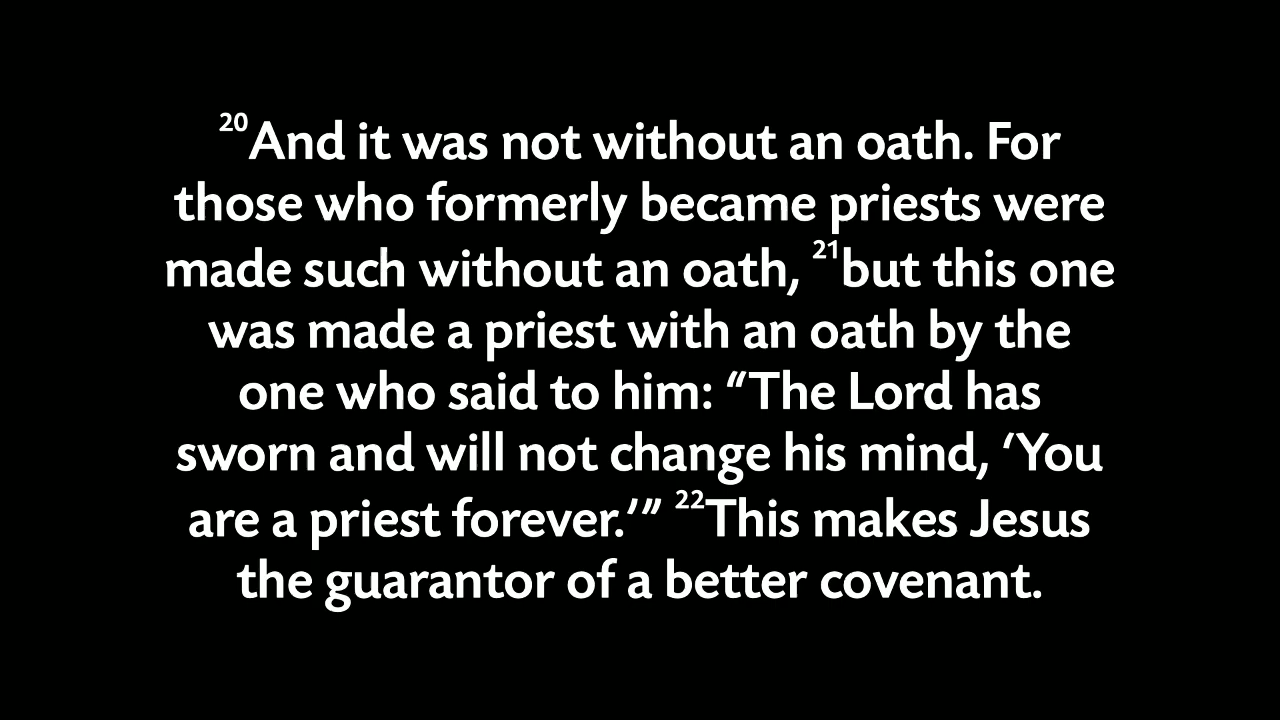 20And it was not without an oath. For
those who formerly became priests were
made such without an oath, 21but this one
was made a priest with an oath by the
one who said to him: “The Lord has
sworn and will not change his mind, ‘You
are a priest forever.’” 22This makes Jesus
the guarantor of a better covenant.